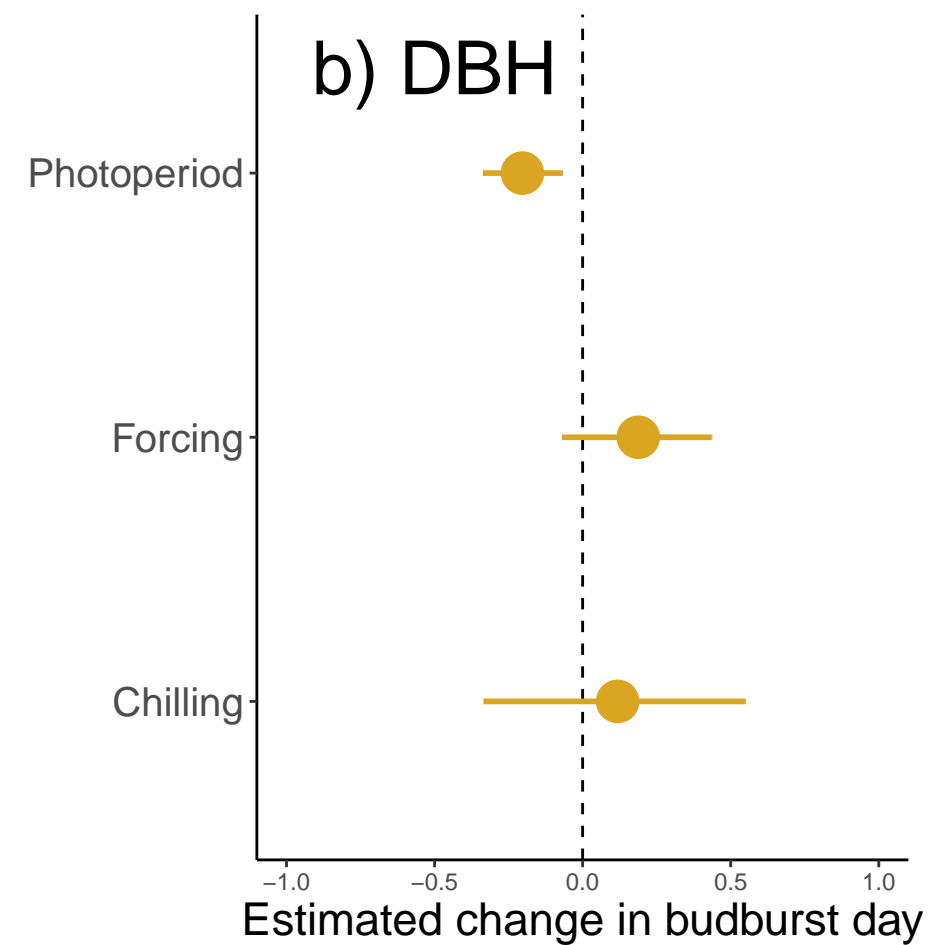 b) DBH
Photoperiod
Forcing
Chilling
−1.0 −0.5 0.0 0.5 1.0
Estimated change in budburst day